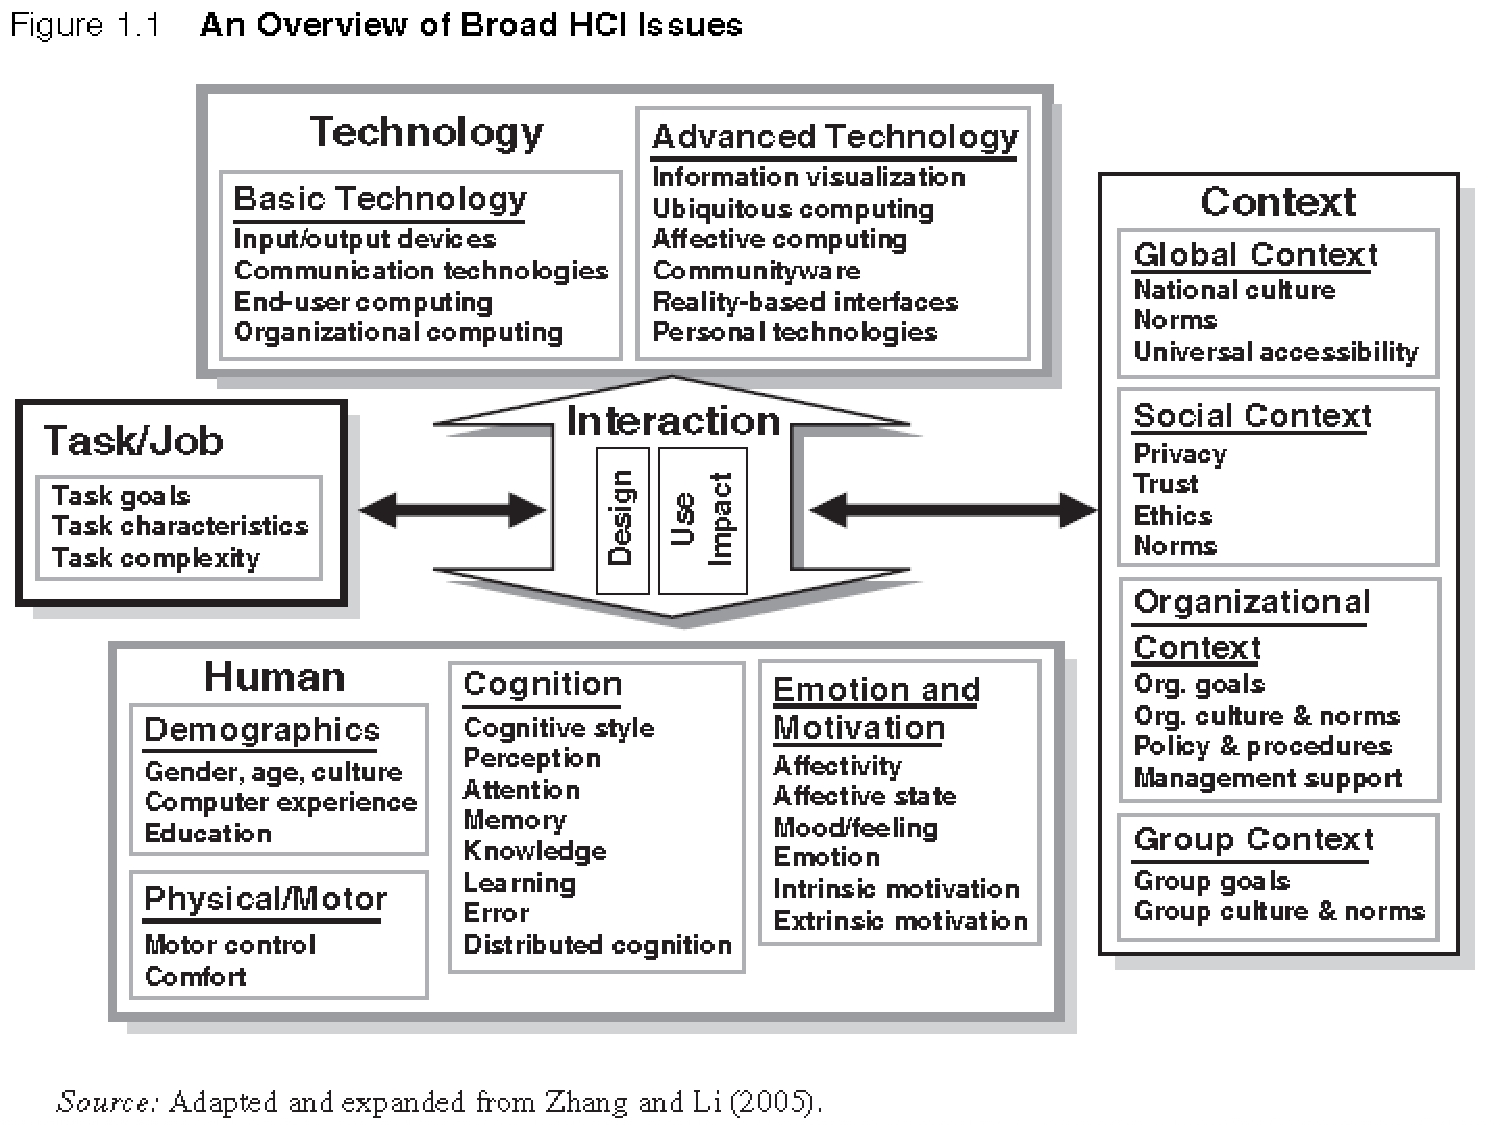 Figure 1.1 An Overview of Broad HCI Issues
Technology
Basic Technology
Input/output devices
Communication technologies
End-user computing
Organizational computing
Advanced Technology
Information visualization
Ubiquitous computing
Affective computing
Communityware
Reality-based interfaces
Personal technologies
Context
Global Context
National culture
Norms
Universal accessibility
Social Context
Privacy
Trust
Ethics
Norms
Organizational
Context
Org. goals
Org. culture & norms
Policy & procedures
Management support
Group Context
Group goals
Group culture & norms
Task/Job
Task goals
Task characteristics
Task complexity
Interaction
Design
Use
Impact
Human
Demographics
Gender, age, culture
Computer experience
Education
Physical/Motor
Motor control
Comfort
Cognition
Cognitive style
Perception
Attention
Memory
Knowledge
Learning
Error
Distributed cognition
Emotion and
Motivation
Affectivity
Affective state
Mood/feeling
Emotion
Intrinsic motivation
Extrinsic motivation
Source: Adapted and expanded from Zhang and Li (2005).